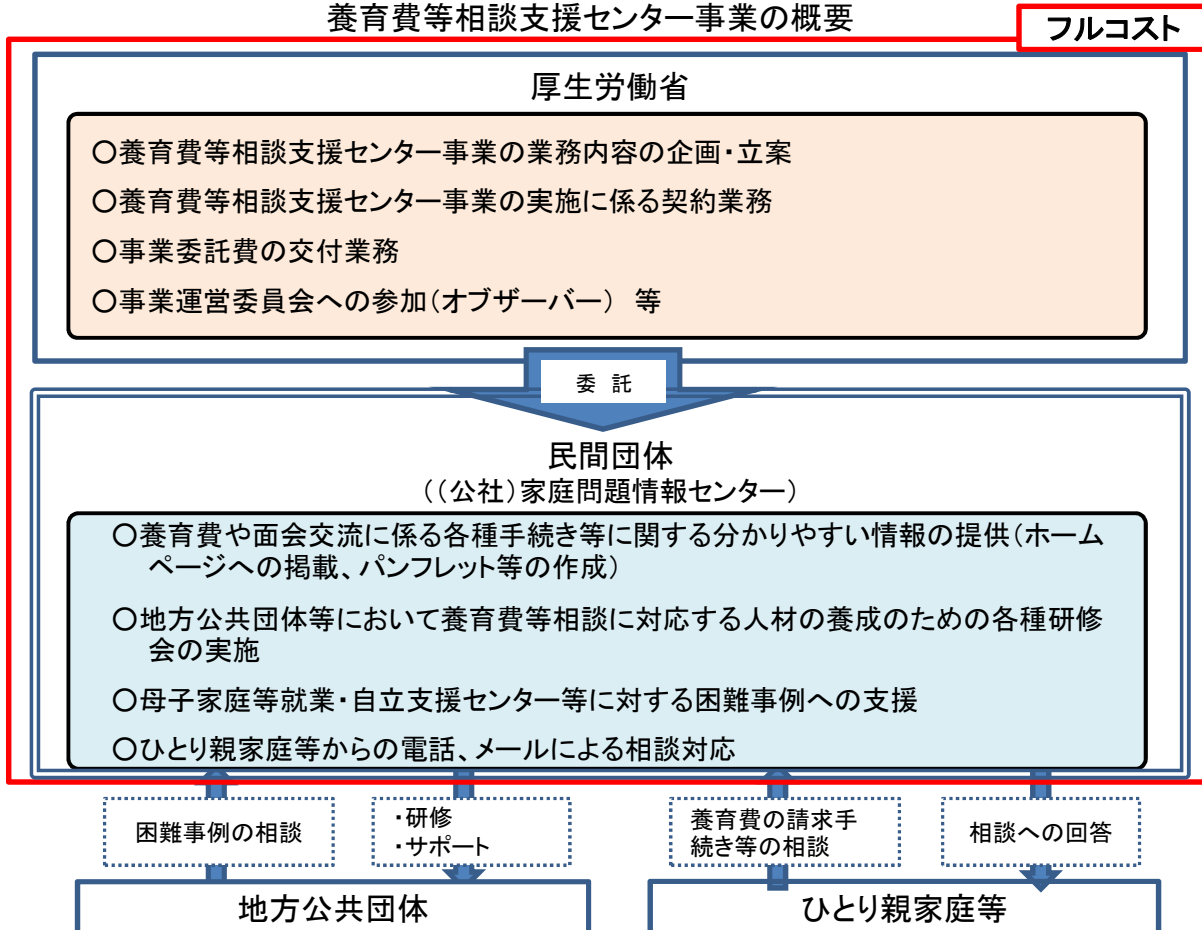 養育費等相談支援センター事業の概要
フルコスト
厚生労働省
〇養育費等相談支援センター事業の業務内容の企画・立案
〇養育費等相談支援センター事業の実施に係る契約業務
〇事業委託費の交付業務
〇事業運営委員会への参加(オブザーバー) 等
委 託
民間団体
((公社)家庭問題情報センター)
〇養育費や面会交流に係る各種手続き等に関する分かりやすい情報の提供(ホーム
ページへの掲載、パンフレット等の作成)
〇地方公共団体等において養育費等相談に対応する人材の養成のための各種研修
会の実施
〇母子家庭等就業・自立支援センター等に対する困難事例への支援
〇ひとり親家庭等からの電話、メールによる相談対応
困難事例の相談
・研修
・サポート
養育費の請求手
続き等の相談
相談への回答
地方公共団体
ひとり親家庭等